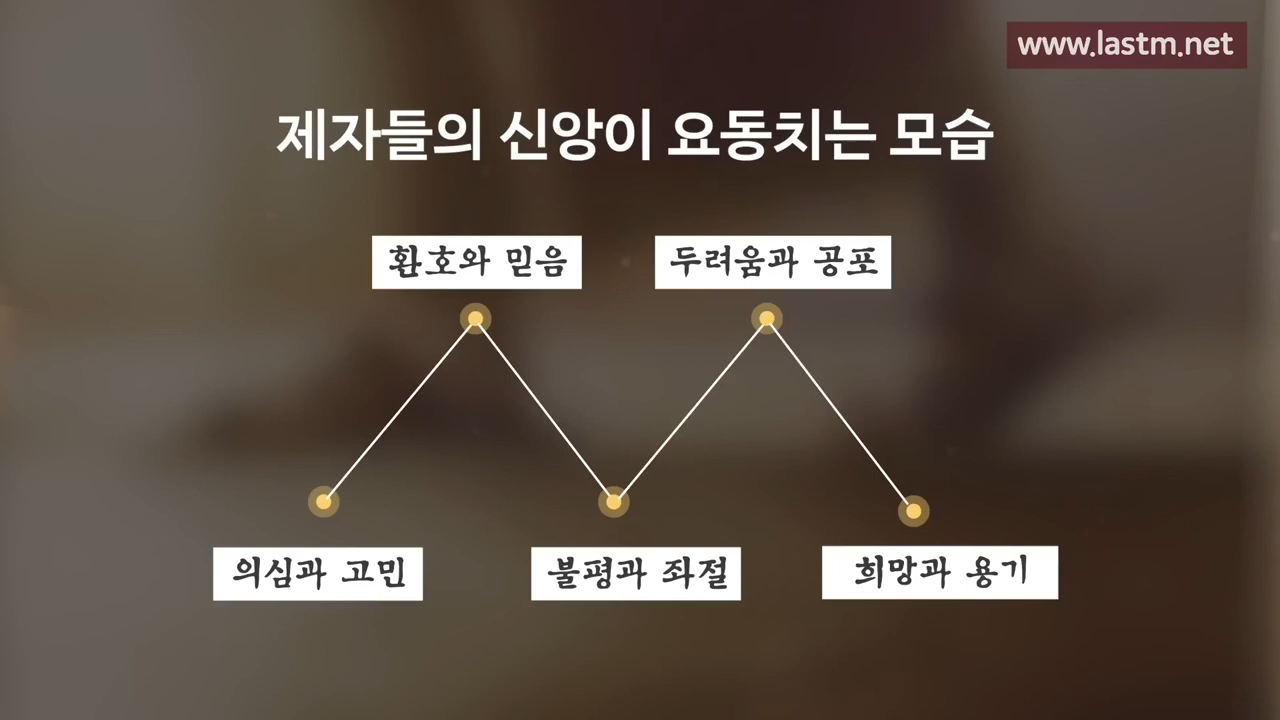 www.lastm.net
제자들의 신앙이 요동치는 모습
환호와 믿음
두려움과 공포
의심과 고민
불평과 좌절
희망과 용기